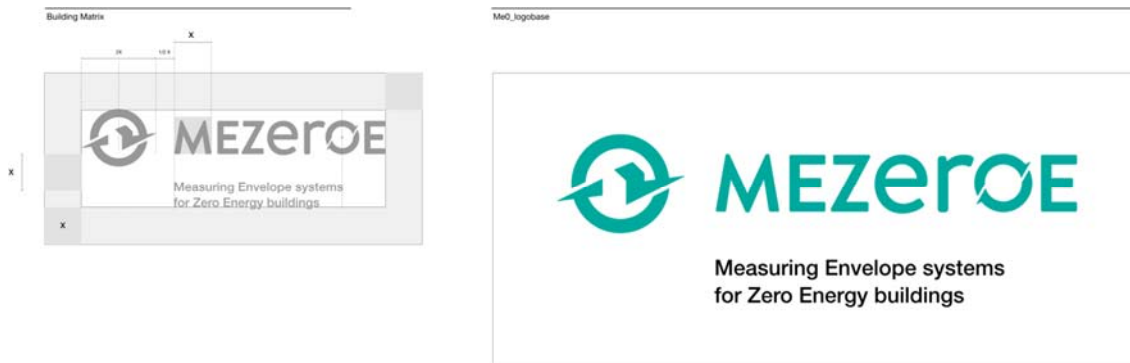 Building Matrix
X
2X
1/2 X
MEZeroE
Measuring Envelope systems
for Zero Energy buildings
X
X
Me0_logobase
MEZeroE
Measuring Envelope systems
for Zero Energy buildings